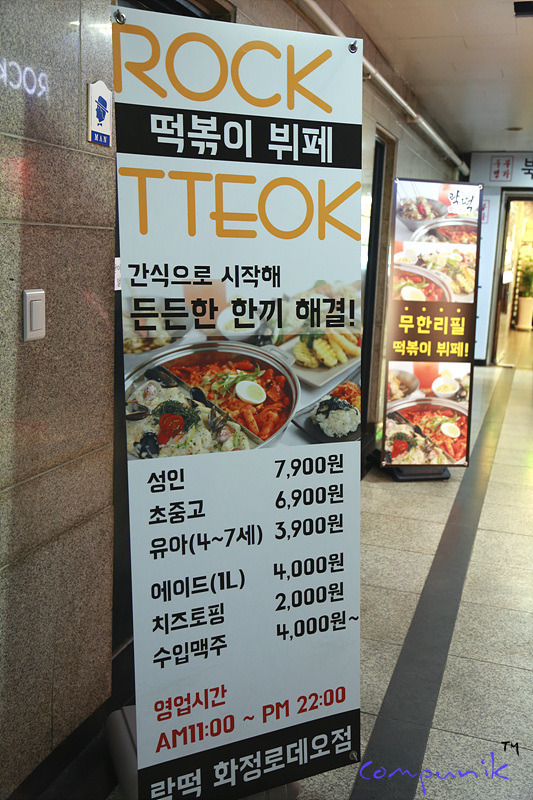 ROCK
떡볶이 뷔페
TTEOK
간식으로 시작해
든든한 한끼 해결!
성인 7,900원
초중고 6,900원
유아(4~7세) 3,900원
에이드(1L) 4,000원
치즈토핑 2,000원
수입맥주 4,000원~
영업시간
AM11:00 ~ PM 22:00
락떡 화정로데오점
MAN
ROCK
락떡
무한리필
떡볶이 뷔페!
북
compunik™